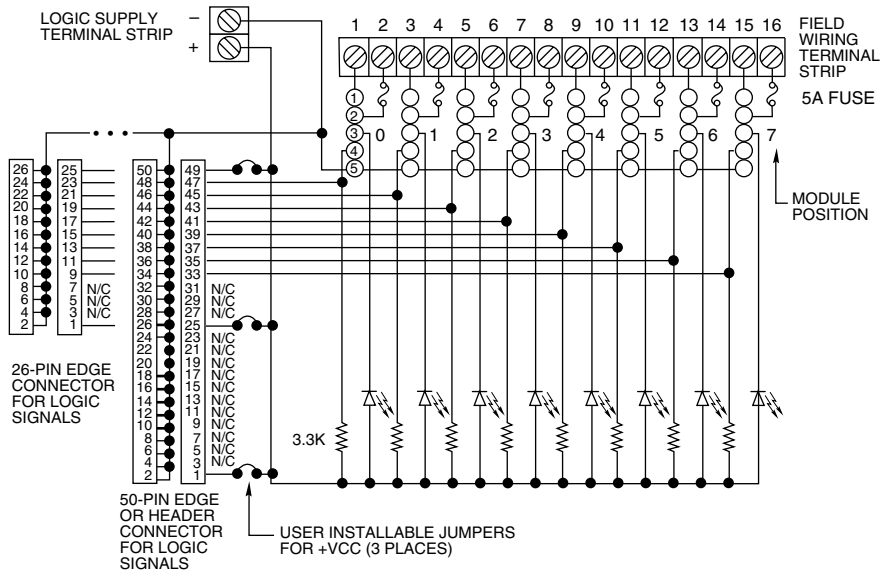 LOGIC SUPPLY
TERMINAL STRIP
−
+
1 2 3 4 5 6 7 8 9 10 11 12 13 14 15 16
FIELD
WIRING
TERMINAL
STRIP
5A FUSE
1
2
3
4
5
0 1 2 3 4 5 6 7
MODULE
POSITION
26 25
24 23
22 21
20 19
18 17
16 15
14 13
12 11
10 9
8 7 N/C
6 5 N/C
4 3 N/C
2 1
26-PIN EDGE
CONNECTOR
FOR LOGIC
SIGNALS
50 49
48 47
46 45
44 43
42 41
40 39
38 37
36 35
34 33
32 31 N/C
30 29 N/C
28 27 N/C
26 25
24 23 N/C
22 21 N/C
20 19 N/C
18 17 N/C
16 15 N/C
14 13 N/C
12 11 N/C
10 9 N/C
8 7 N/C
6 5 N/C
4 3 N/C
2 1
3.3K
50-PIN EDGE
OR HEADER
CONNECTOR
FOR LOGIC
SIGNALS
USER INSTALLABLE JUMPERS
FOR +VCC (3 PLACES)